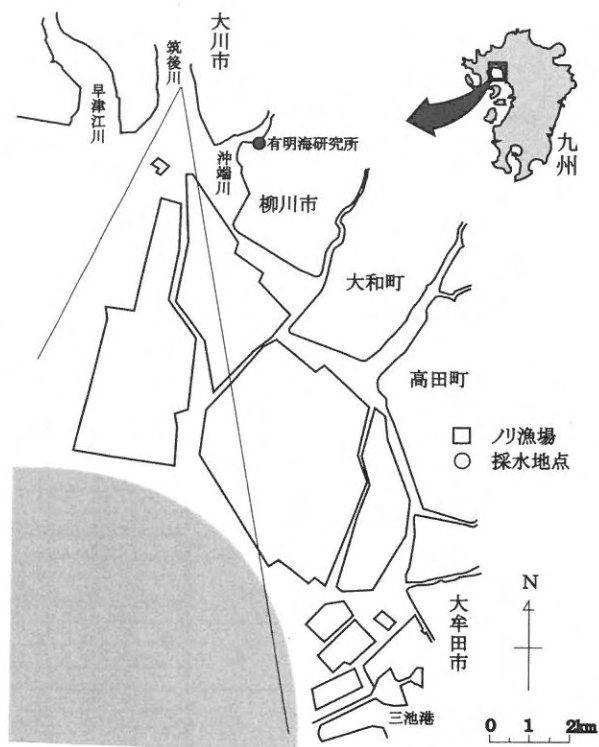 大川市
筑後川
早津江川
有明海研究所
沖端川
柳川市
九州
大和町
高田町
ノリ漁場
採水地点
N
大牟田市
三池港
0 1 2km